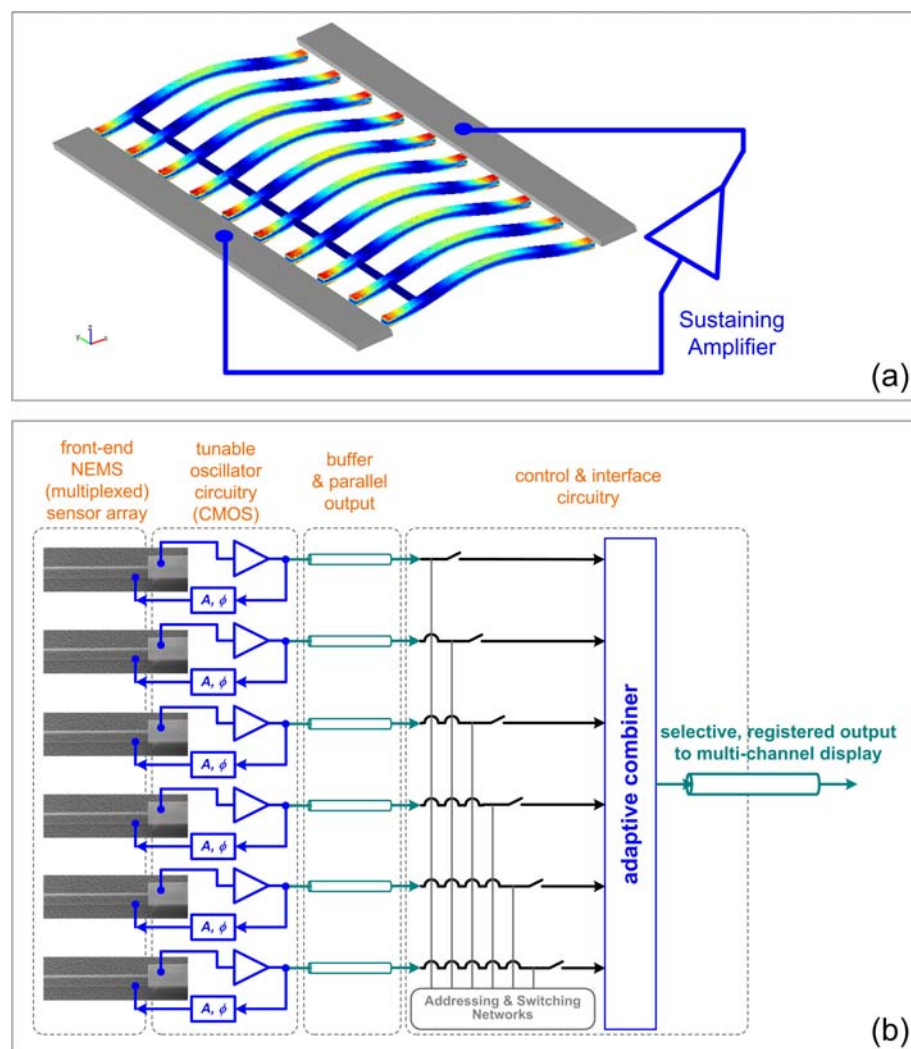 Sustaining
Amplifier
(a)
front-end
NEMS
(multiplexed)
sensor array
tunable
oscillator
circuitry
(CMOS)
buffer
& parallel
output
control & interface
circuitry
A, ϕ
A, ϕ
A, ϕ
A, ϕ
A, ϕ
A, ϕ
adaptive combiner
selective, registered output
to multi-channel display
Addressing & Switching
Networks
(b)